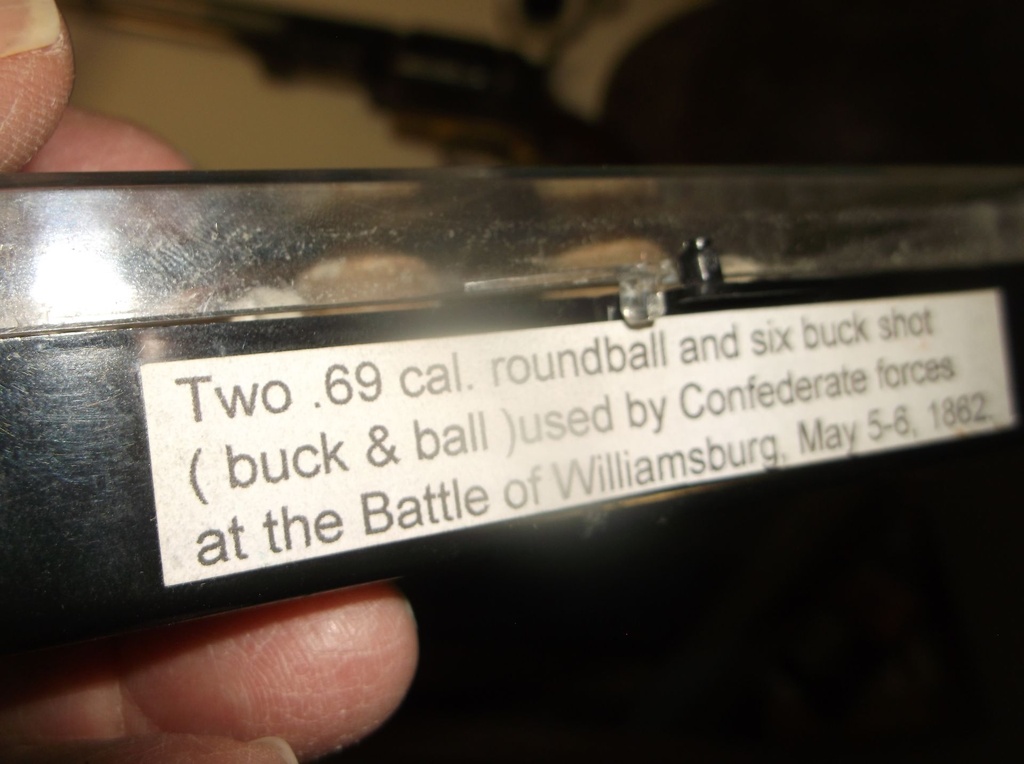 Two .69 cal. roundball and six buck shot
( buck & ball )used by Confederate forces
at the Battle of Williamsburg, May 5-6, 1862.